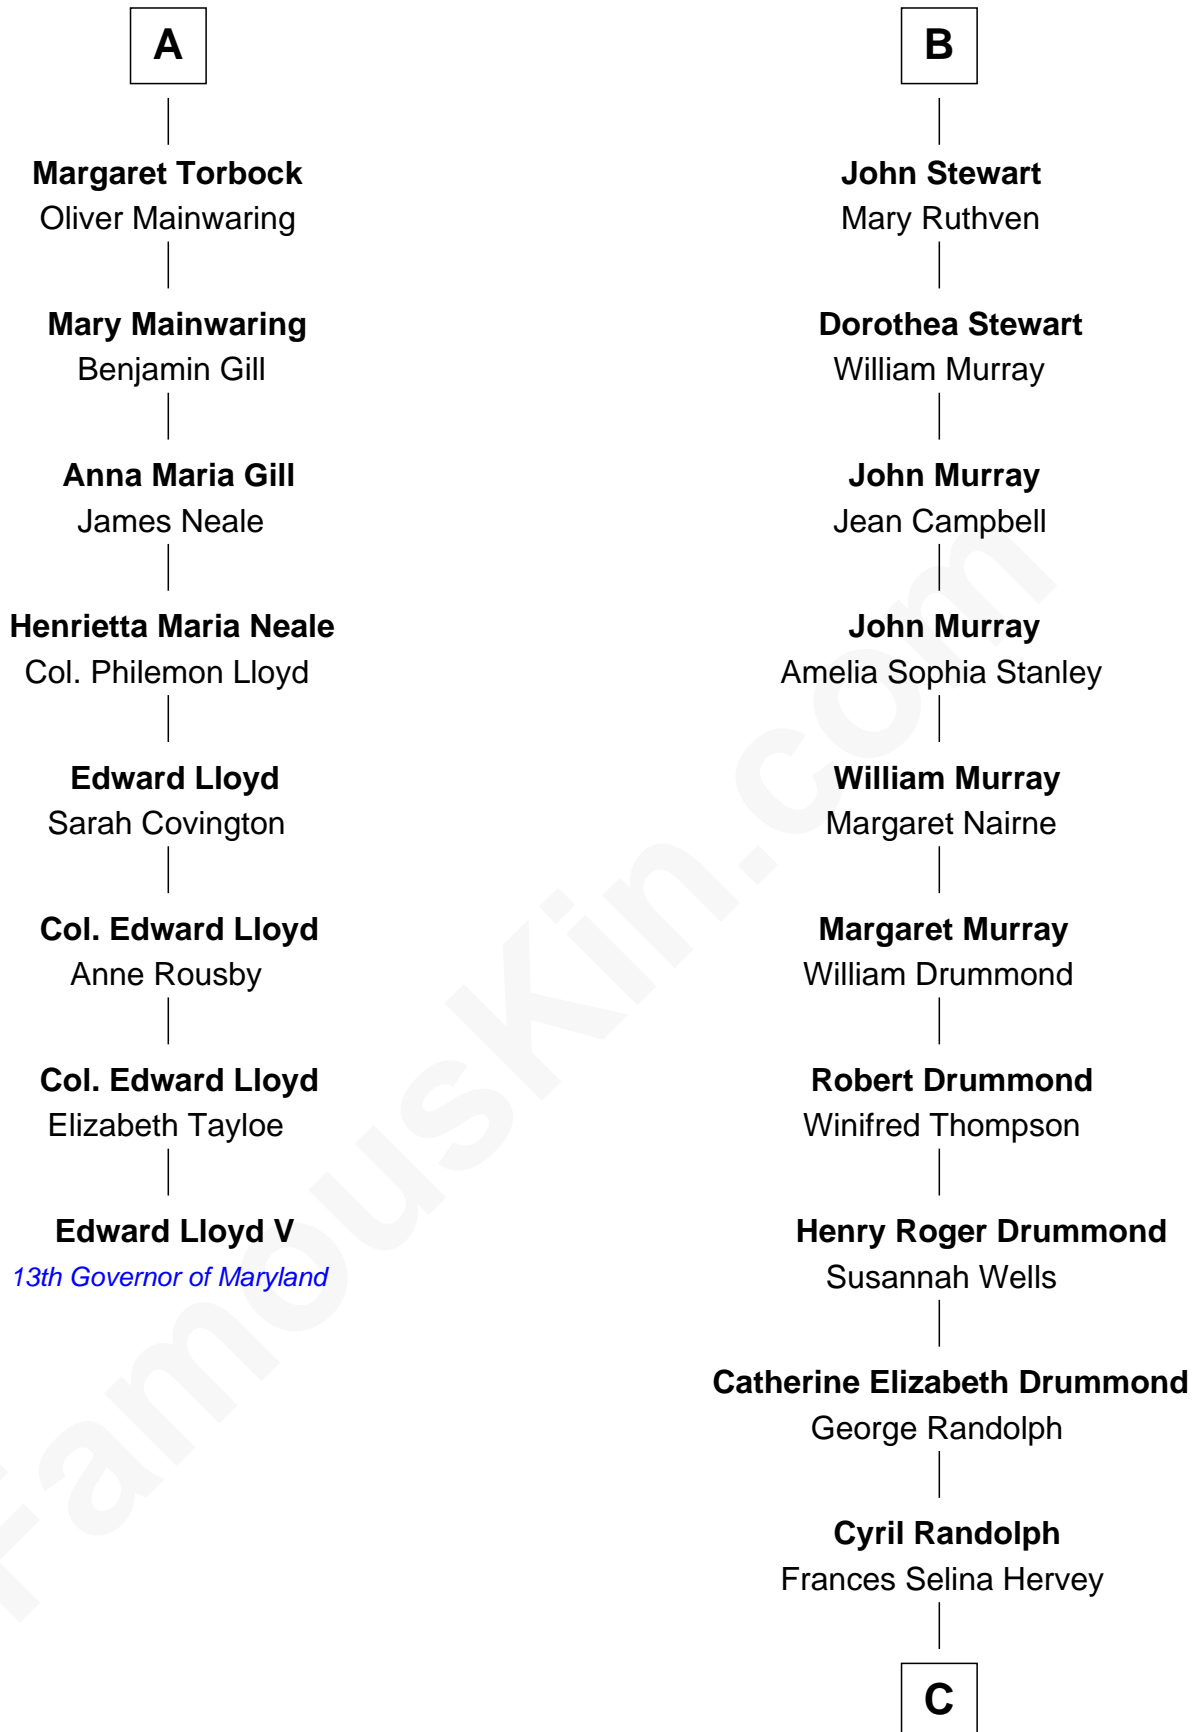 A
Margaret Torbock
Oliver Mainwaring
Mary Mainwaring
Benjamin Gill
Anna Maria Gill
James Neale
Henrietta Maria Neale
Col. Philemon Lloyd
Edward Lloyd
Sarah Covington
Col. Edward Lloyd
Anne Rousby
Col. Edward Lloyd
Elizabeth Tayloe
Edward Lloyd V
13th Governor of Maryland
B
John Stewart
Mary Ruthven
Dorothea Stewart
William Murray
John Murray
Jean Campbell
John Murray
Amelia Sophia Stanley
William Murray
Margaret Nairne
Margaret Murray
William Drummond
Robert Drummond
Winifred Thompson
Henry Roger Drummond
Susannah Wells
Catherine Elizabeth Drummond
George Randolph
Cyril Randolph
Frances Selina Hervey
C
FamousKin.com